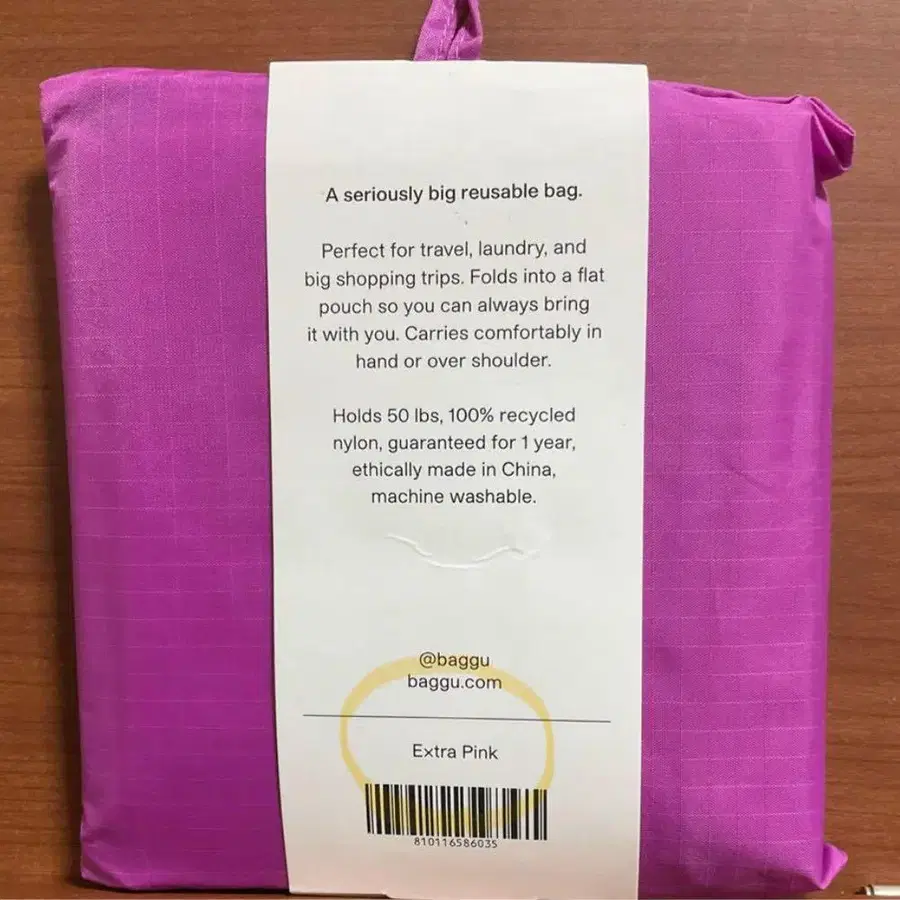 A seriously big reusable bag.
Perfect for travel, laundry, and
big shopping trips. Folds into a flat
pouch so you can always bring
it with you. Carries comfortably in
hand or over shoulder.
Holds 50 lbs, 100% recycled
nylon, guaranteed for 1 year,
ethically made in China,
machine washable.
@baggu
baggu.com
Extra Pink
810116586035